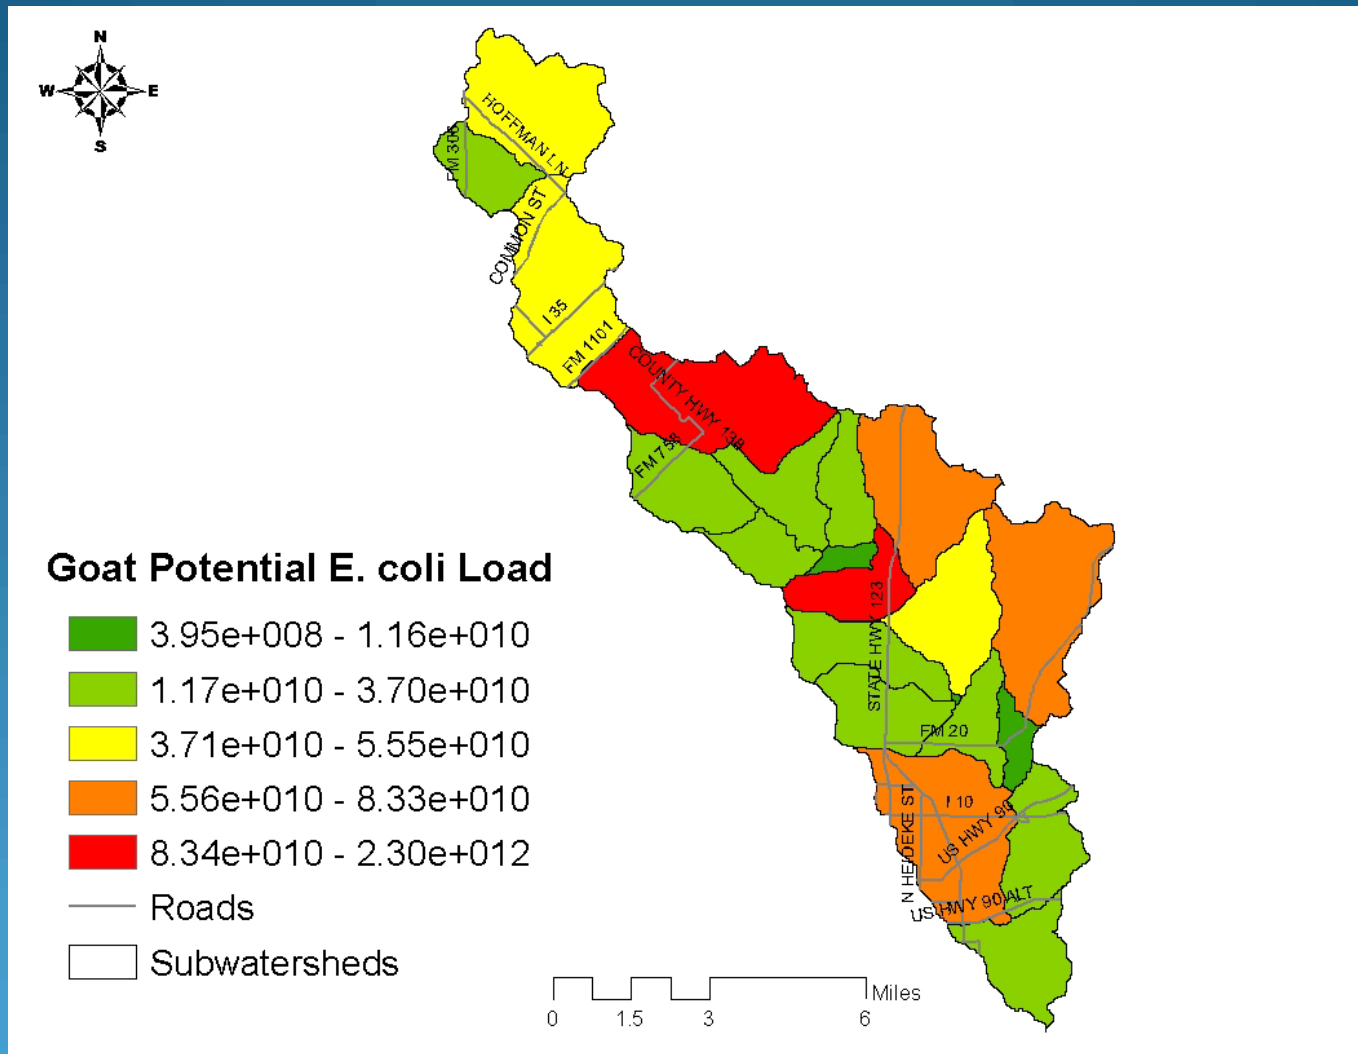 N
W E
S
HOFFMAN LN
FM 306
COMMON ST
I 35
FM 1101
COUNTY HWY 138
FM 758
STATE HWY 123
FM 20
I 10
US HWY 90
N HEIDEKE ST
US HWY 90 ALT
Goat Potential E. coli Load
3.95e+008 - 1.16e+010
1.17e+010 - 3.70e+010
3.71e+010 - 5.55e+010
5.56e+010 - 8.33e+010
8.34e+010 - 2.30e+012
Roads
Subwatersheds
Miles
0 1.5 3 6